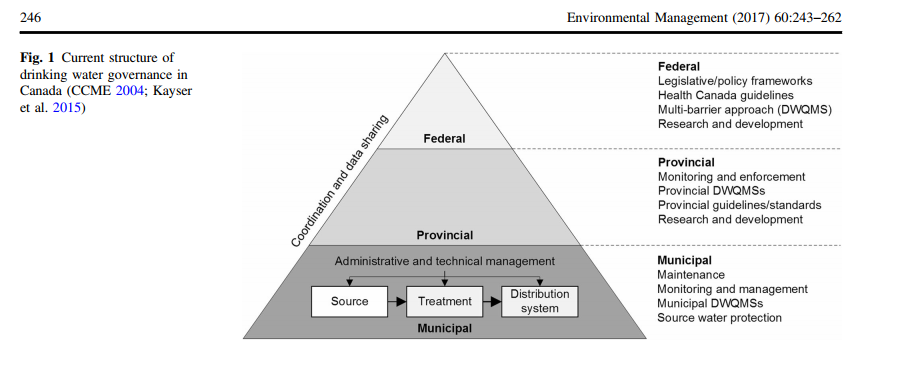 246
Environmental Management (2017) 60:243–262
Fig. 1 Current structure of
drinking water governance in
Canada (CCME 2004; Kayser
et al. 2015)
Coordination and data sharing
Federal
Provincial
Administrative and technical management
Source
Treatment
Distribution
system
Municipal
Federal
Legislative/policy frameworks
Health Canada guidelines
Multi-barrier approach (DWQMS)
Research and development
Provincial
Monitoring and enforcement
Provincial DWQMSs
Provincial guidelines/standards
Research and development
Municipal
Maintenance
Monitoring and management
Municipal DWQMSs
Source water protection